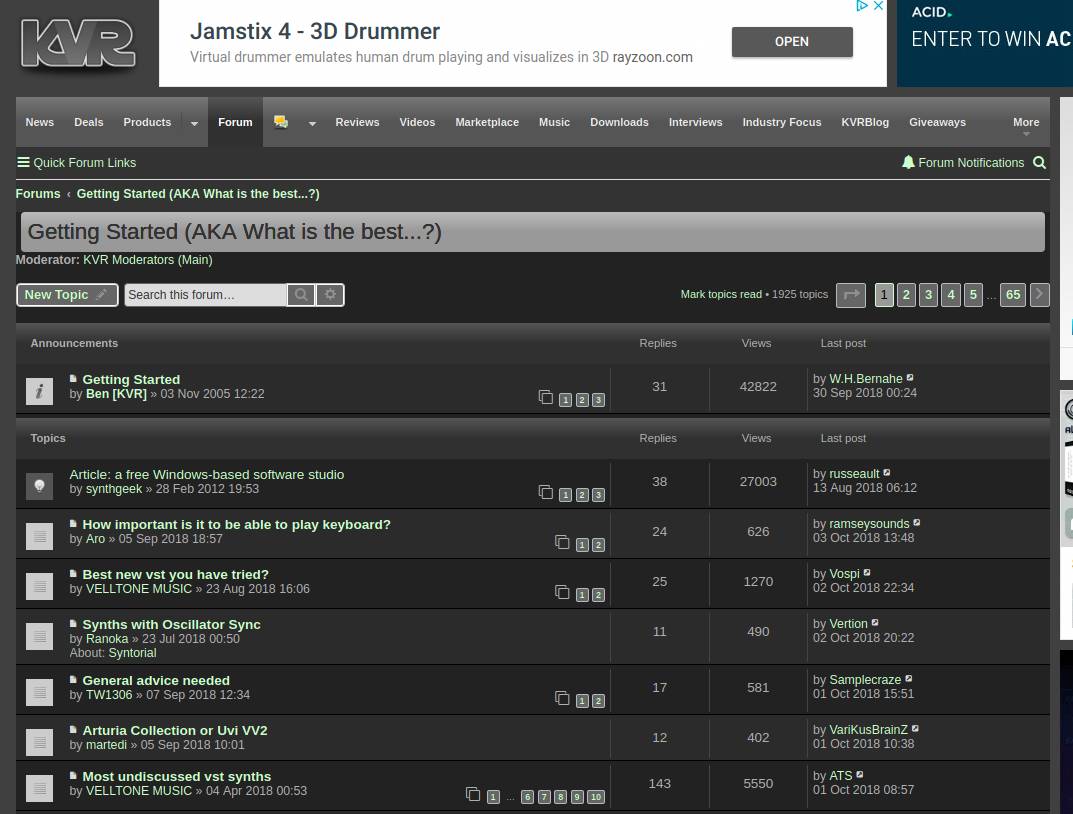 KVR
Jamstix 4 - 3D Drummer
Virtual drummer emulates human drum playing and visualizes in 3D rayzoon.com
OPEN
ACID.
ENTER TO WIN AC
News Deals Products Forum Reviews Videos Marketplace Music Downloads Interviews Industry Focus KVRBlog Giveaways More
Quick Forum Links Forum Notifications
Forums ‹ Getting Started (AKA What is the best...?)
Getting Started (AKA What is the best...?)
Moderator: KVR Moderators (Main)
New Topic Search this forum… Mark topics read • 1925 topics 1 2 3 4 5 … 65
Announcements Replies Views Last post
Getting Started
by Ben [KVR] » 03 Nov 2005 12:22 1 2 3 31 42822 by W.H.Bernahe
30 Sep 2018 00:24
Topics Replies Views Last post
Article: a free Windows-based software studio
by synthgeek » 28 Feb 2012 19:53 1 2 3 38 27003 by russeault
13 Aug 2018 06:12
How important is it to be able to play keyboard?
by Aro » 05 Sep 2018 18:57 1 2 24 626 by ramseysounds
03 Oct 2018 13:48
Best new vst you have tried?
by VELLTONE MUSIC » 23 Aug 2018 16:06 1 2 25 1270 by Vospi
02 Oct 2018 22:34
Synths with Oscillator Sync
by Ranoka » 23 Jul 2018 00:50
About: Syntorial 11 490 by Vertion
02 Oct 2018 20:22
General advice needed
by TW1306 » 07 Sep 2018 12:34 1 2 17 581 by Samplecraze
01 Oct 2018 15:51
Arturia Collection or Uvi VV2
by martedi » 05 Sep 2018 10:01 12 402 by VariKusBrainZ
01 Oct 2018 10:38
Most undiscussed vst synths
by VELLTONE MUSIC » 04 Apr 2018 00:53 1 … 6 7 8 9 10 143 5550 by ATS
01 Oct 2018 08:57